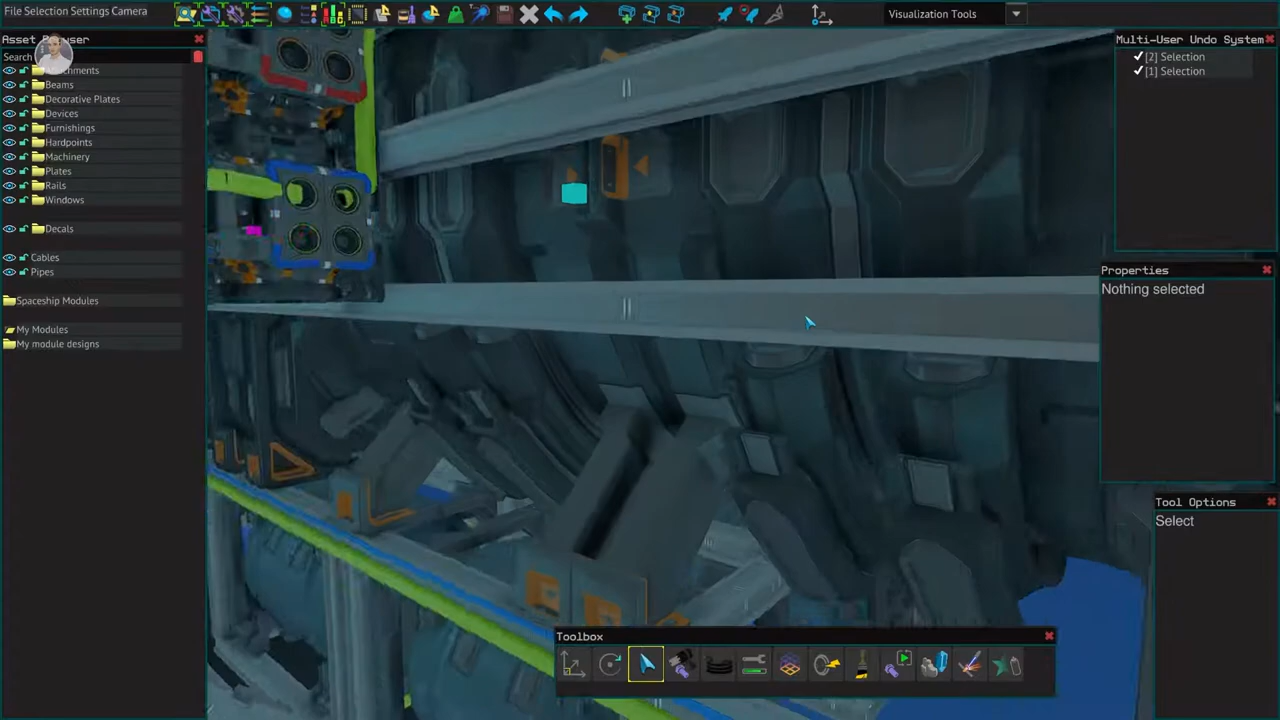 File Selection Settings Camera
Visualization Tools
Asset Browser
Search
Attachments
Beams
Decorative Plates
Devices
Furnishings
Hardpoints
Machinery
Plates
Rails
Windows
Decals
Cables
Pipes
Spaceship Modules
My Modules
My module designs
Multi-User Undo System
[2] Selection
[1] Selection
Properties
Nothing selected
Tool Options
Select
Toolbox